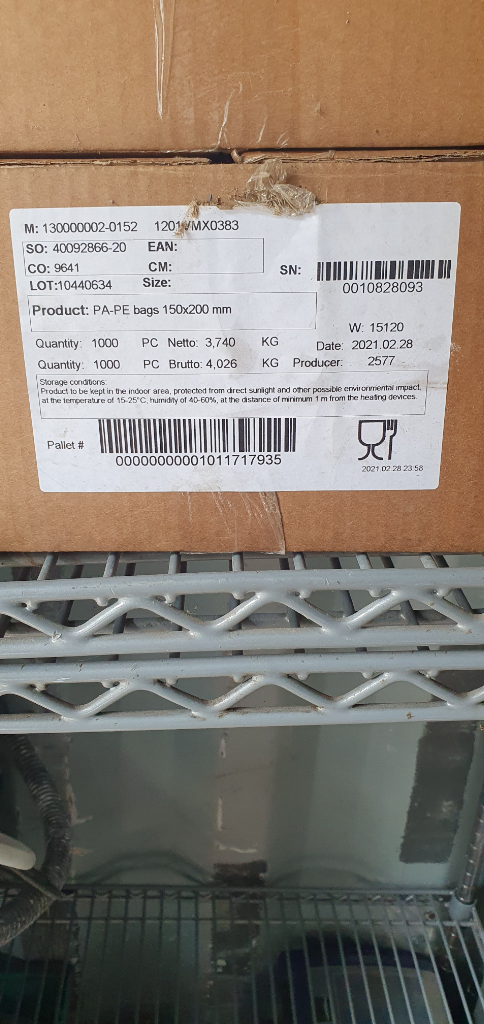 M: 130000002-0152 1201VMX0383
SO: 40092866-20 EAN:
CO: 9641 CM:
LOT:10440634 Size:
SN:
0010828093
Product: PA-PE bags 150x200 mm
W: 15120
Quantity: 1000 PC Netto: 3,740 KG Date: 2021.02.28
Quantity: 1000 PC Brutto: 4,026 KG Producer: 2577
Storage conditions:
Product to be kept in the indoor area, protected from direct sunlight and other possible environmental impact,
at the temperature of 15-25°C, humidity of 40-60%, at the distance of minimum 1 m from the heating devices.
Pallet #
00000000001011717935
2021.02.28 23:58